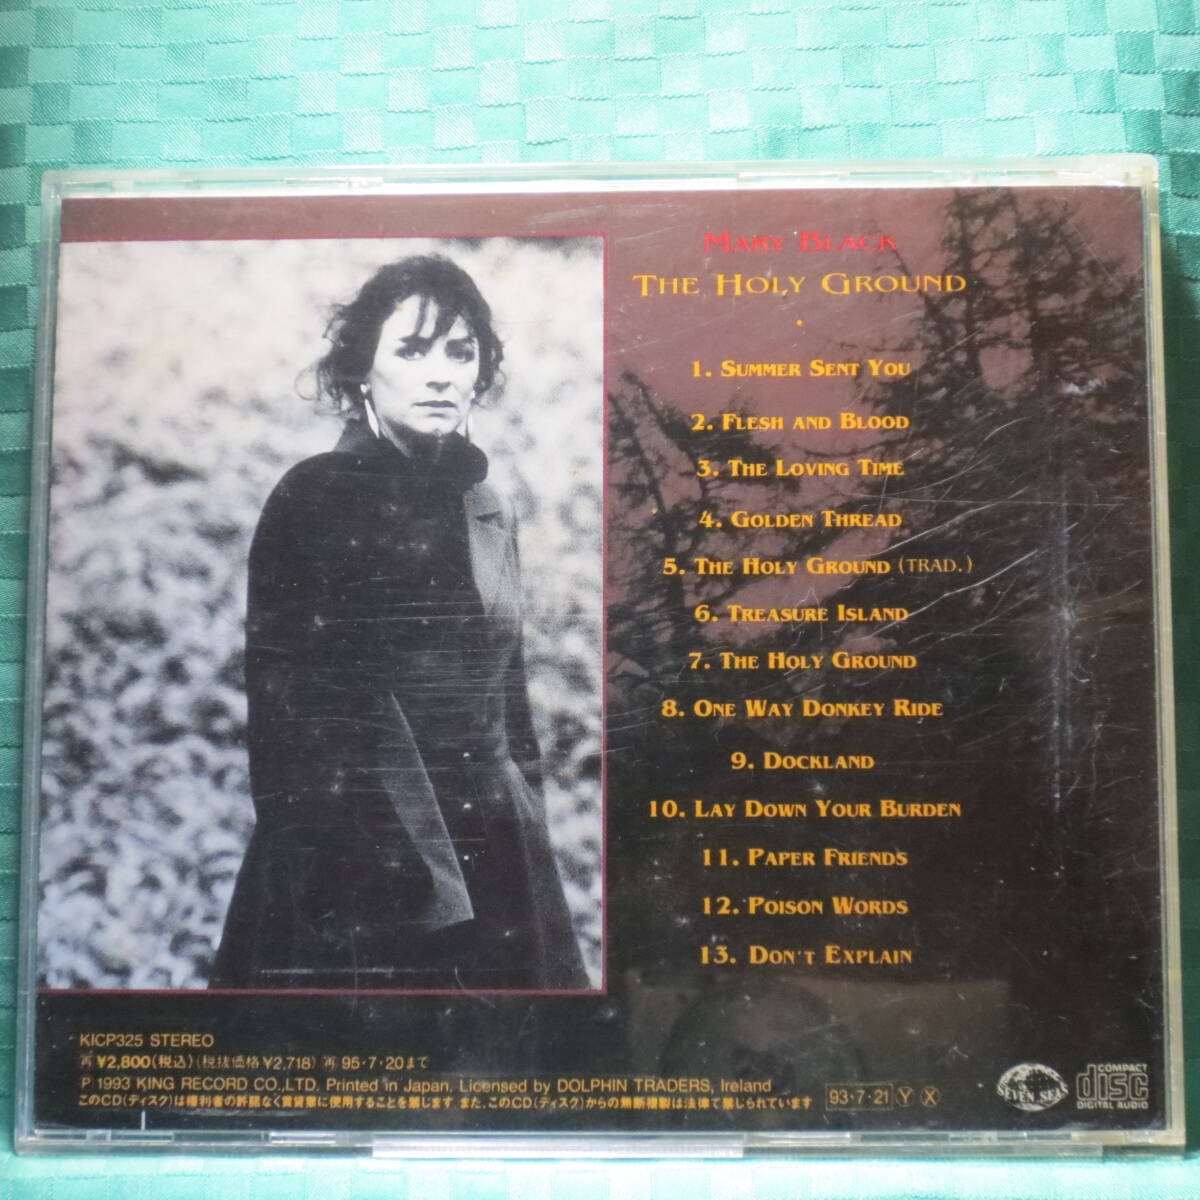 MARY BLACK
THE HOLY GROUND
1. SUMMER SENT YOU
2. FLESH AND BLOOD
3. THE LOVING TIME
4. GOLDEN THREAD
5. THE HOLY GROUND (TRAD.)
6. TREASURE ISLAND
7. THE HOLY GROUND
8. ONE WAY DONKEY RIDE
9. DOCKLAND
10. LAY DOWN YOUR BURDEN
11. PAPER FRIENDS
12. POISON WORDS
13. DON'T EXPLAIN
KICP325 STEREO
再 ¥2,800(税込)(税抜価格¥2,718) 再 95・7・20まで
Ⓟ1993 KING RECORD CO.,LTD. Printed in Japan. Licensed by DOLPHIN TRADERS, Ireland
このCD(ディスク)は権利者の許諾なく賃貸業に使用することを禁じます また、このCD(ディスク)からの無断複製は法律で禁じられています
93・7・21 Ⓨ Ⓧ
SEVEN SEAS
COMPACT
disc
DIGITAL AUDIO